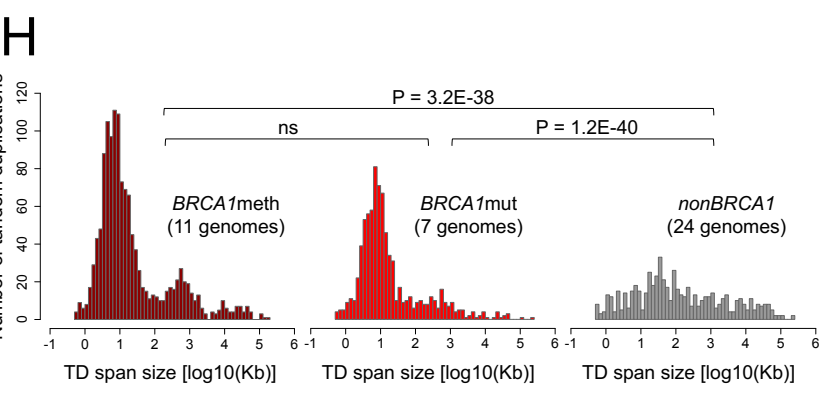 H
P = 3.2E-38
ns
P = 1.2E-40
120
100
80
60
40
20
0
BRCA1meth
(11 genomes)
BRCA1mut
(7 genomes)
nonBRCA1
(24 genomes)
-1 0 1 2 3 4 5 6
-1 0 1 2 3 4 5 6
-1 0 1 2 3 4 5 6
TD span size [log10(Kb)]
TD span size [log10(Kb)]
TD span size [log10(Kb)]